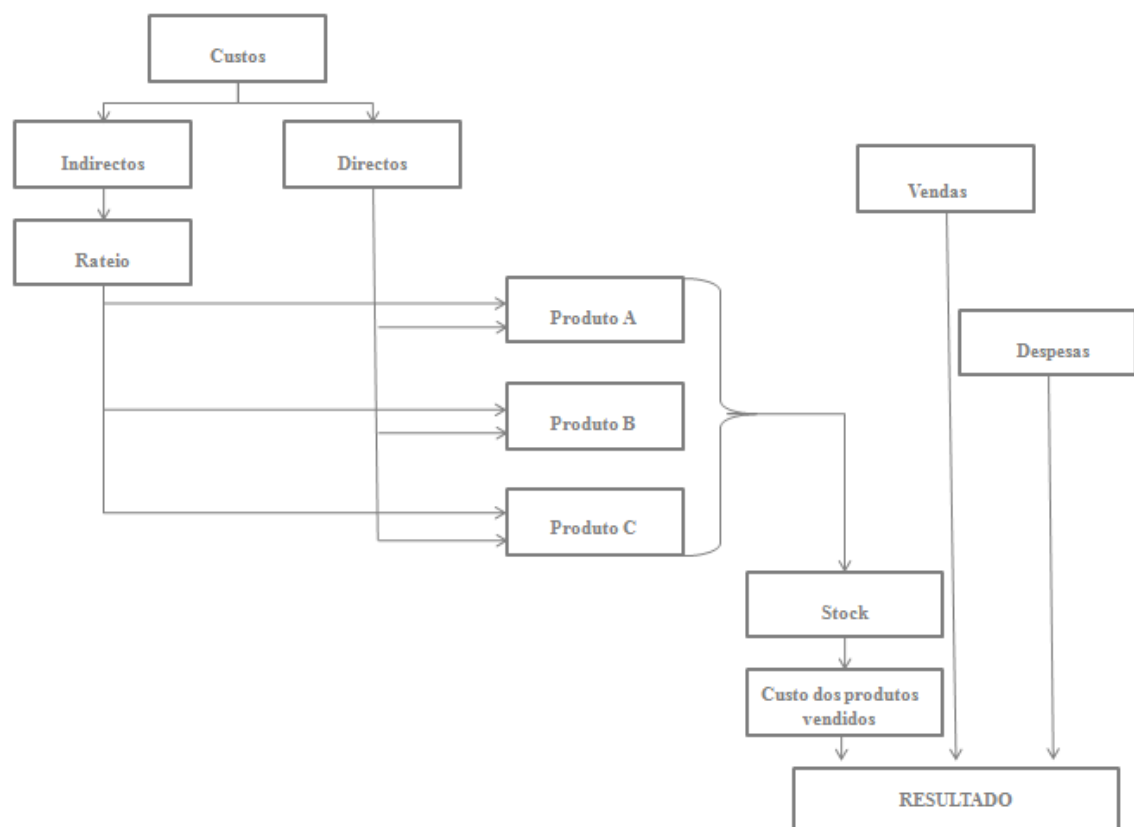 Custos
Indirectos
Directos
Vendas
Rateio
Produto A
Despesas
Produto B
Produto C
Stock
Custo dos produtos
vendidos
RESULTADO